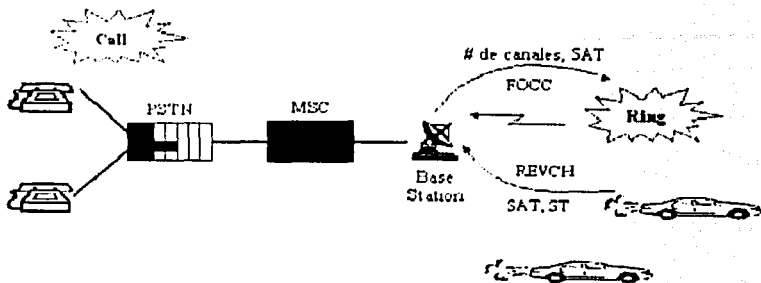 Call
# de canales, SAT
PSTN
MSC
FOCC
Ring
Base
Station
REVCH
SAT, ST